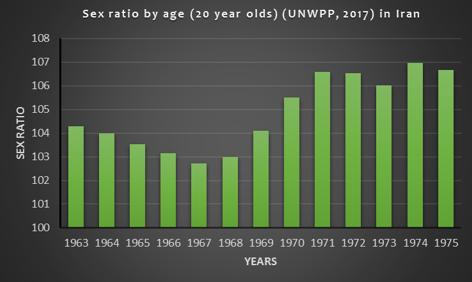 Sex ratio by age (20 year olds) (UNWPP, 2017) in Iran
108
107
106
105
104
103
102
101
100
SEX RATIO
1963 1964 1965 1966 1967 1968 1969 1970 1971 1972 1973 1974 1975
YEARS